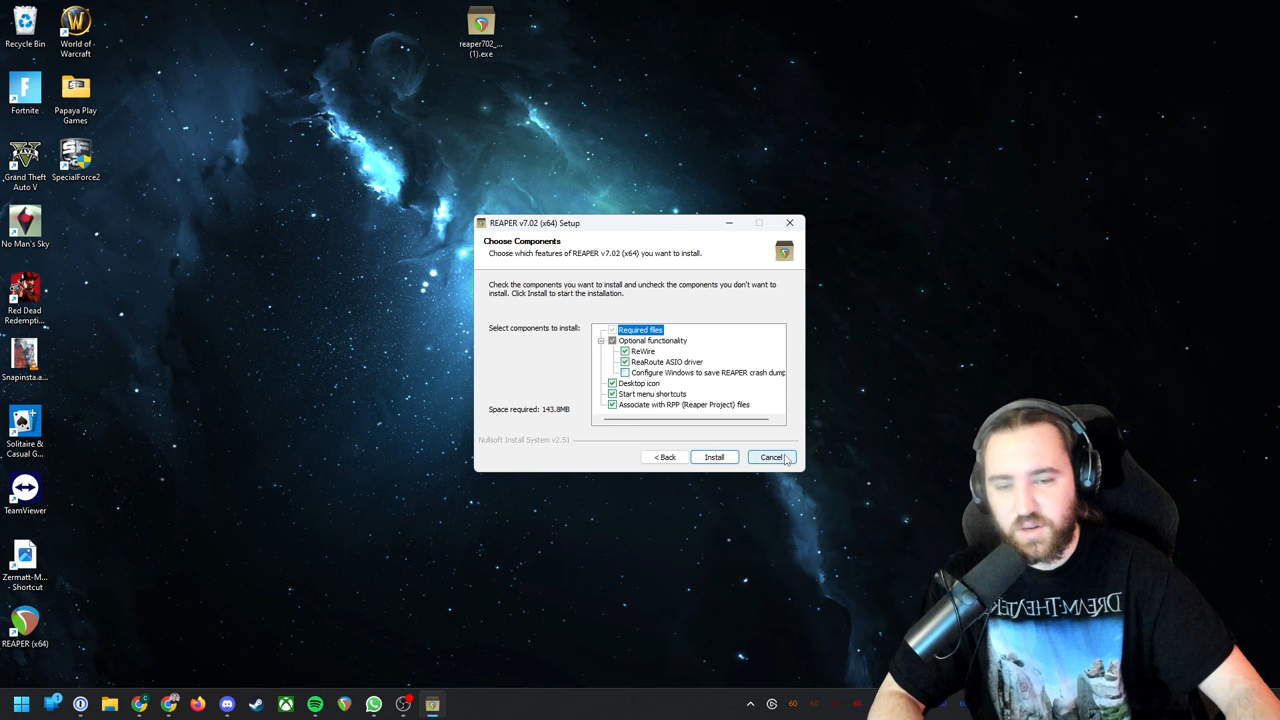 Recycle Bin
World of
Warcraft
reaper702_...
(1).exe
Fortnite
Papaya Play
Games
Grand Theft
Auto V
SpecialForce2
No Man's Sky
Red Dead
Redempti...
Snapinsta.a...
Solitaire &
Casual G...
TeamViewer
Zermatt-M...
- Shortcut
REAPER (x64)
REAPER v7.02 (x64) Setup
Choose Components
Choose which features of REAPER v7.02 (x64) you want to install.
Check the components you want to install and uncheck the components you don't want to
install. Click Install to start the installation.
Select components to install:
Required files
Optional functionality
ReWire
ReaRoute ASIO driver
Configure Windows to save REAPER crash dump
Desktop icon
Start menu shortcuts
Associate with RPP (Reaper Project) files
Space required: 143.8MB
Nullsoft Install System v2.51
< Back
Install
Cancel
DREAM THEATER
60
60
60